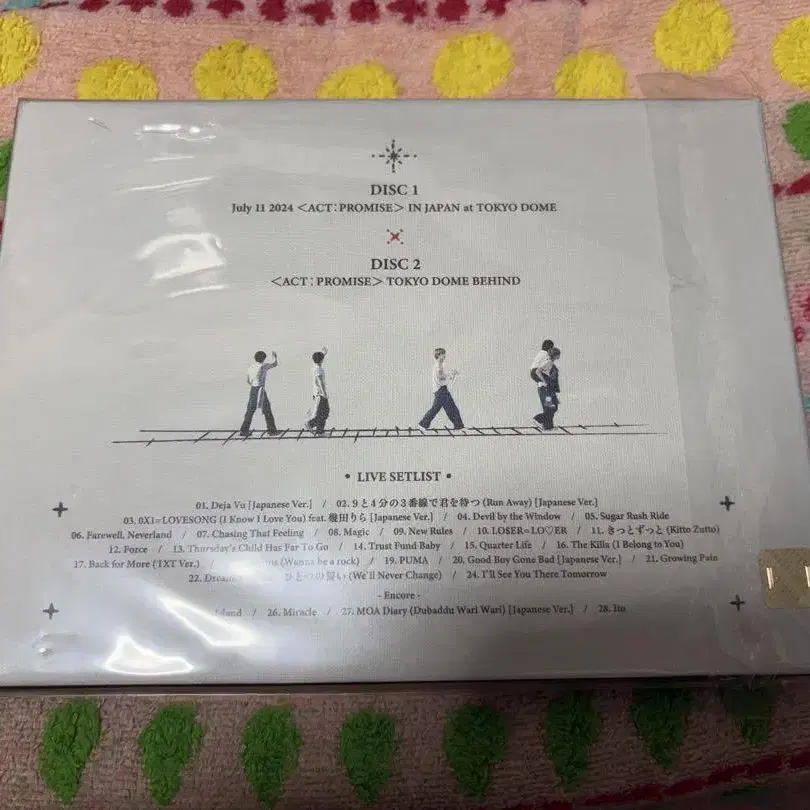 DISC 1
July 11 2024 <ACT : PROMISE> IN JAPAN at TOKYO DOME
DISC 2
<ACT : PROMISE> TOKYO DOME BEHIND
• LIVE SETLIST •
01. Deja Vu [Japanese Ver.] / 02. 9と4分の3番線で君を待つ (Run Away) [Japanese Ver.]
03. 0X1=LOVESONG (I Know I Love You) feat. 幾田りら [Japanese Ver.] / 04. Devil by the Window / 05. Sugar Rush Ride
06. Farewell, Neverland / 07. Chasing That Feeling / 08. Magic / 09. New Rules / 10. LO$ER=LO♡ER / 11. きっとずっと (Kitto Zutto)
12. Force / 13. Thursday's Child Has Far To Go / 14. Trust Fund Baby / 15. Quarter Life / 16. The Killa (I Belong to You)
17. Back for More (TXT Ver.) / (Wanna be a rock) / 19. PUMA / 20. Good Boy Gone Bad [Japanese Ver.] / 21. Growing Pain
22. ひとつの誓い (We'll Never Change) / 24. I'll See You There Tomorrow
- Encore -
/ 26. Miracle / 27. MOA Diary (Dubaddu Wari Wari) [Japanese Ver.] / 28. Ito